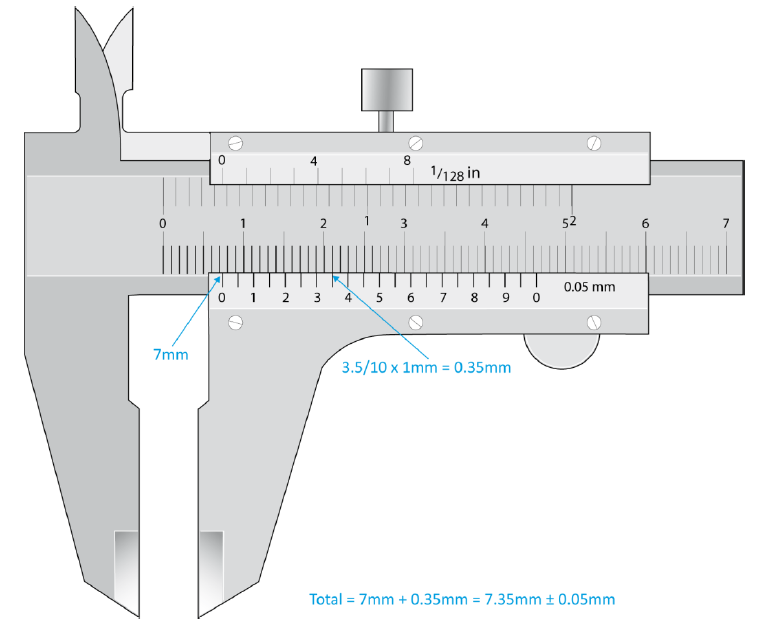 0 4 8
1/128 in
0 1 2 1 3 4 5 2 6 7
0 1 2 3 4 5 6 7 8 9 0 0.05 mm
7mm
3.5/10 x 1mm = 0.35mm
Total = 7mm + 0.35mm = 7.35mm ± 0.05mm